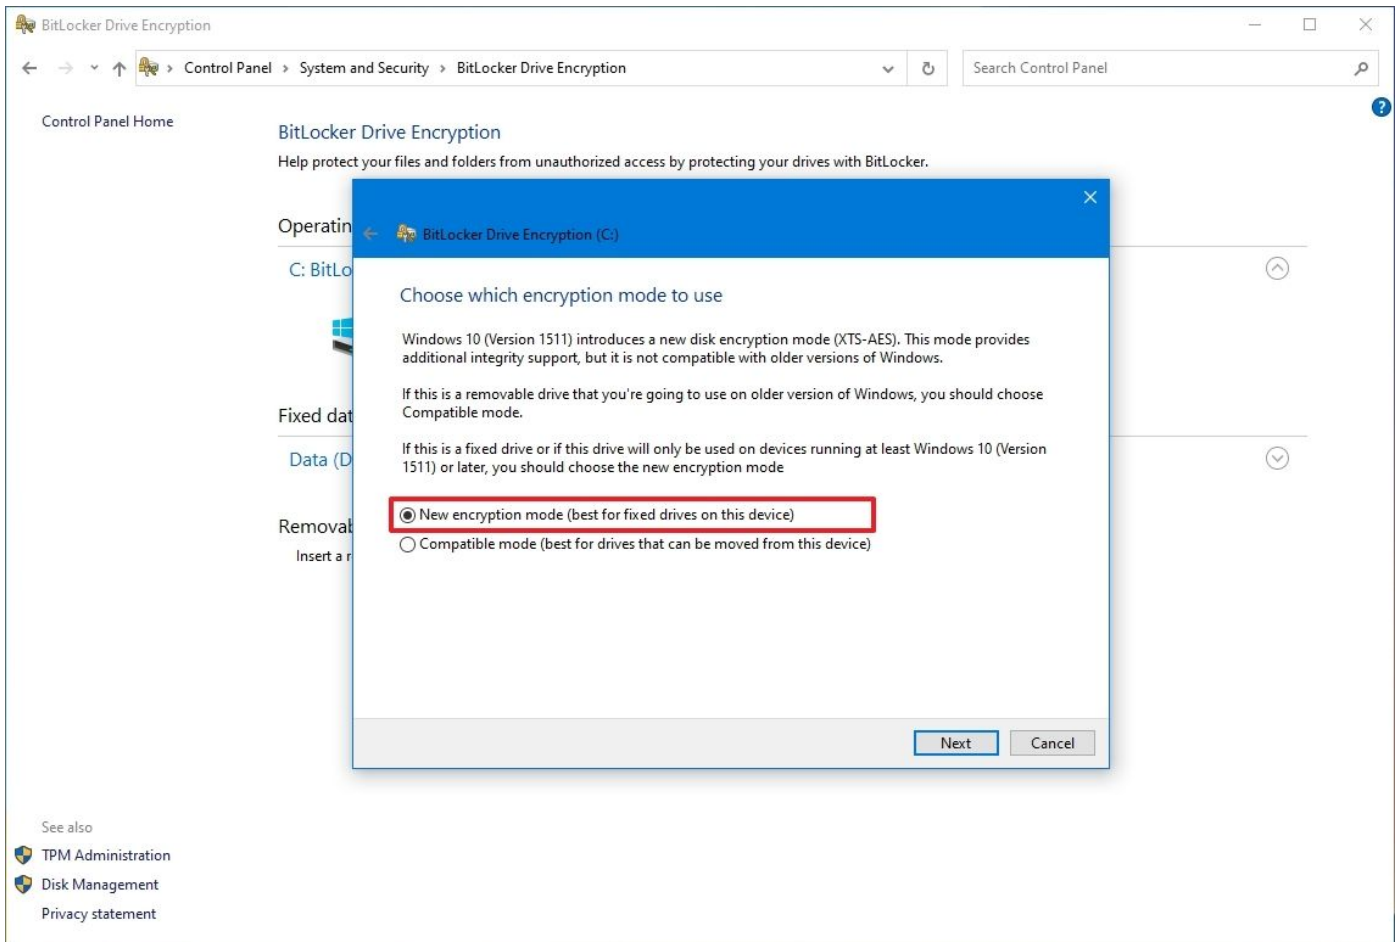 BitLocker Drive Encryption
Control Panel > System and Security > BitLocker Drive Encryption
Search Control Panel
Control Panel Home
BitLocker Drive Encryption
Help protect your files and folders from unauthorized access by protecting your drives with BitLocker.
Operatin
C: BitLo
Fixed dat
Data (D
Removab
Insert a r
BitLocker Drive Encryption (C:)
Choose which encryption mode to use
Windows 10 (Version 1511) introduces a new disk encryption mode (XTS-AES). This mode provides
additional integrity support, but it is not compatible with older versions of Windows.
If this is a removable drive that you're going to use on older version of Windows, you should choose
Compatible mode.
If this is a fixed drive or if this drive will only be used on devices running at least Windows 10 (Version
1511) or later, you should choose the new encryption mode
New encryption mode (best for fixed drives on this device)
Compatible mode (best for drives that can be moved from this device)
Next
Cancel
See also
TPM Administration
Disk Management
Privacy statement